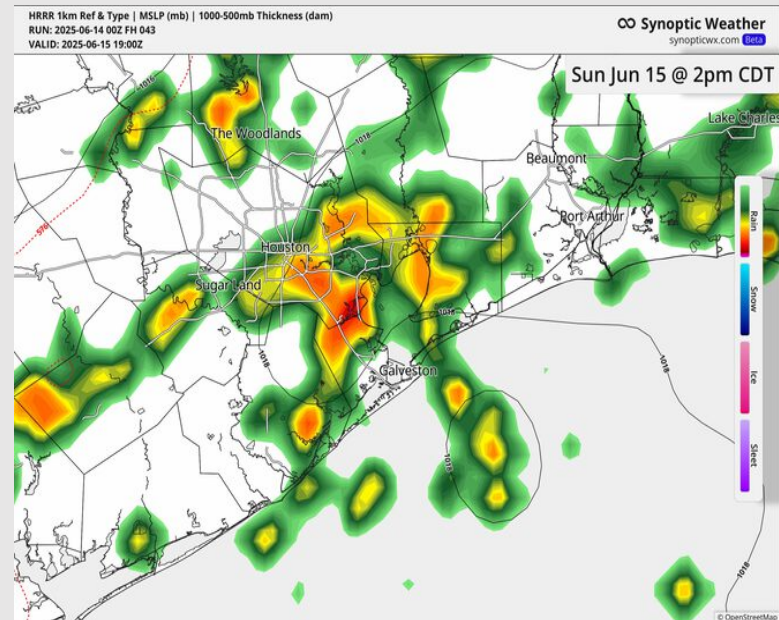 HRRR 1km Ref & Type | MSLP (mb) | 1000-500mb Thickness (dam)
RUN: 2025-06-14 00Z FH 043
VALID: 2025-06-15 19:00Z
Synoptic Weather
synopticwx.com Beta
Sun Jun 15 @ 2pm CDT
1016
The Woodlands
1018
Lake Charles
Beaumont
576
Port Arthur
Houston
Sugar Land
Rain
Snow
Ice
Sleet
1018
1018
Galveston
1018
1018
1018
© OpenStreetMap